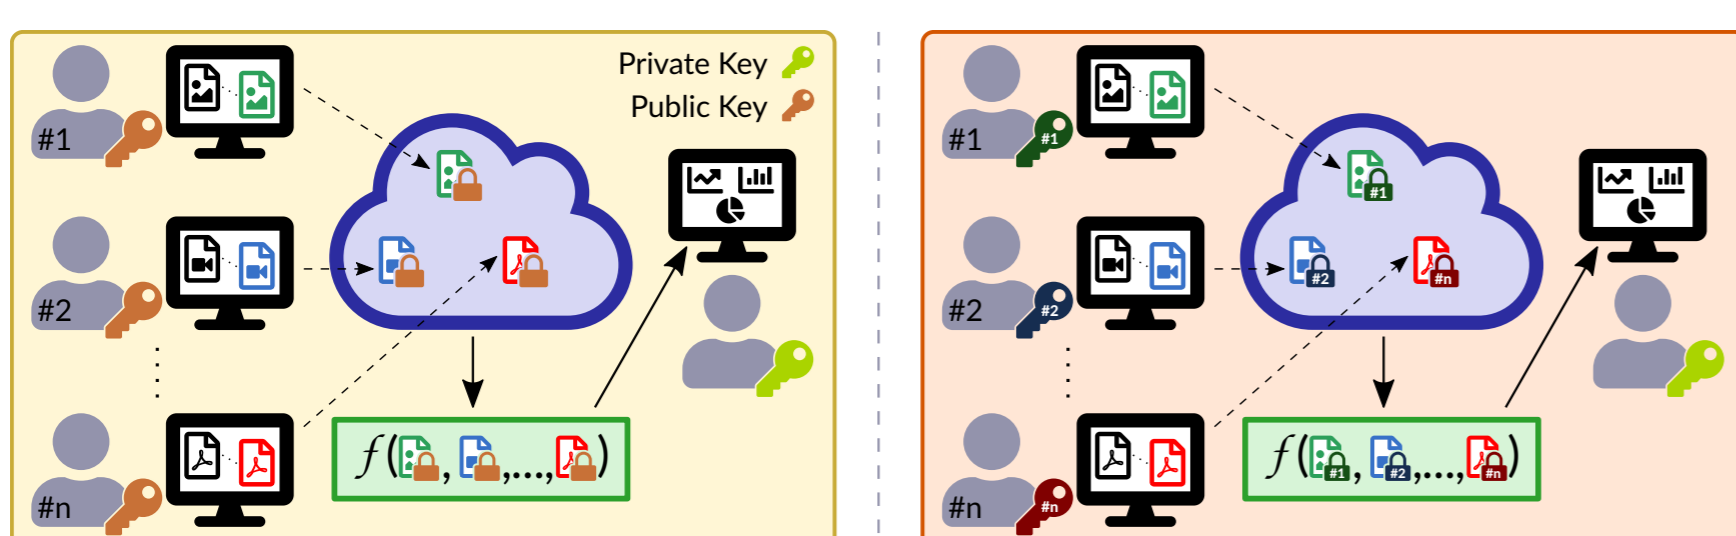 Private Key
Public Key
#1
#2
#n
f( , , ..., )
#1
#1
#1
#2
#2
#2
#n
#n
#n
f( #1 , #2 ,..., #n )